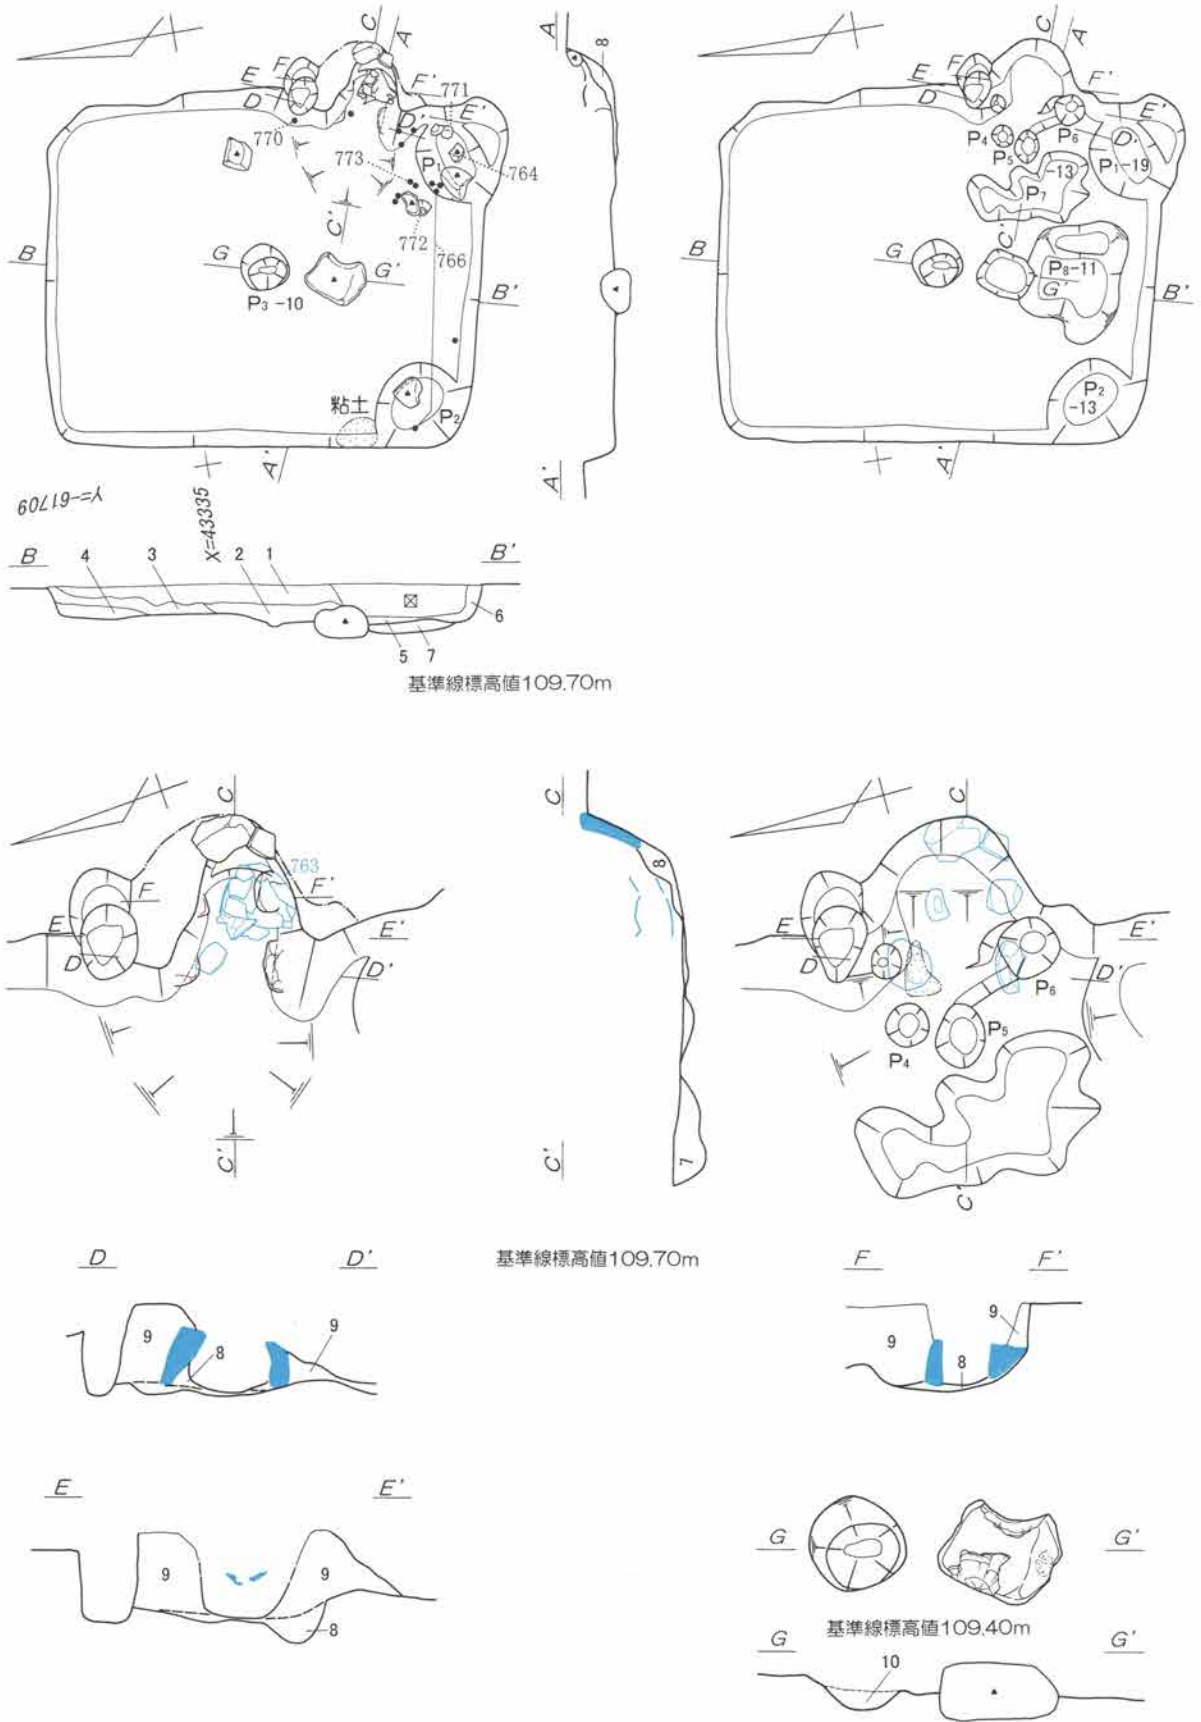 C
A
F
E
F'
771
D
E'
D'
770
773
P1
764
C'
772
766
B
G
G'
P3 -10
B'
粘土
P2
A'
Y=-61709
X=43335
A
8
A'
C
A
F
E
F'
D
E'
P4
P6
D'
P5
-13
P1-19
P7
C'
B
G
P8-11
G'
B'
P2
-13
A'
B
4
3
2
1
B'
6
5
7
基準線標高値109.70m
C
763
F
F'
E
E'
D
D'
C'
C
8
7
C'
C
E
E'
D
D'
P6
P5
P4
C'
基準線標高値109.70m
D
D'
9
8
9
F
F'
9
9
8
E
E'
9
9
8
G
G'
基準線標高値109.40m
G
G'
10